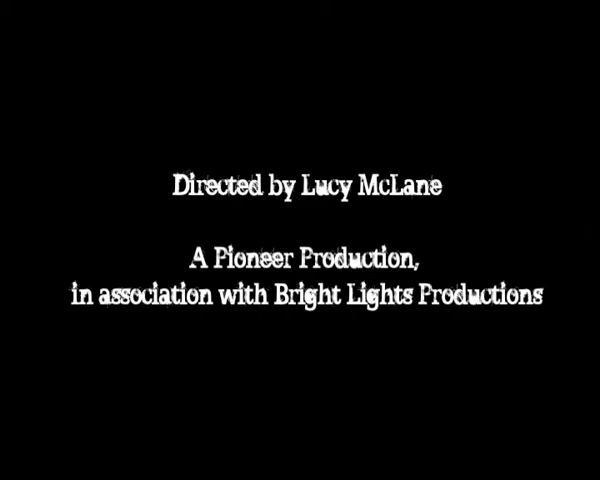 Directed by Lucy McLane
A Pioneer Production,
in association with Bright Lights Productions